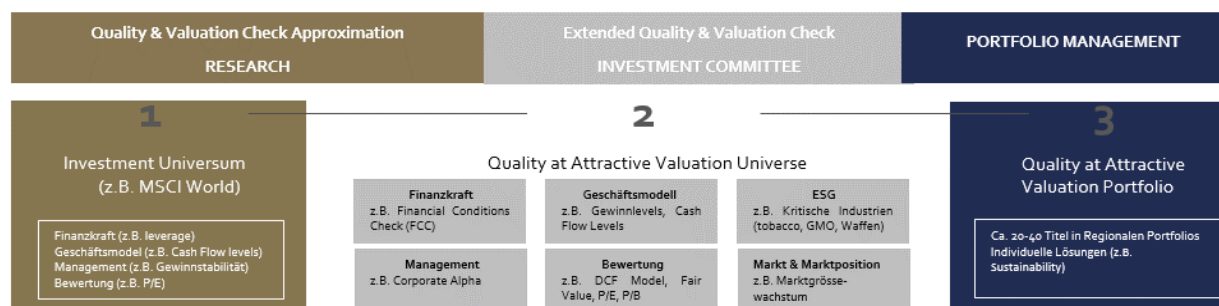 Quality & Valuation Check Approximation
RESEARCH
Extended Quality & Valuation Check
INVESTMENT COMMITTEE
PORTFOLIO MANAGEMENT
1
Investment Universum
(z.B. MSCI World)
Finanzkraft (z.B. leverage)
Geschäftsmodel (z.B. Cash Flow levels)
Management (z.B. Gewinnstabilität)
Bewertung (z.B. P/E)
2
Quality at Attractive Valuation Universe
Finanzkraft
z.B. Financial Conditions
Check (FCC)
Geschäftsmodell
z.B. Gewinnlevels, Cash
Flow Levels
ESG
z.B. Kritische Industrien
(tobacco, GMO, Waffen)
Management
z.B. Corporate Alpha
Bewertung
z.B. DCF Model, Fair
Value, P/E, P/B
Markt & Marktposition
z.B. Marktgrösse-
wachstum
3
Quality at Attractive
Valuation Portfolio
Ca. 20-40 Titel in Regionalen Portfolios
Individuelle Lösungen (z.B.
Sustainability)